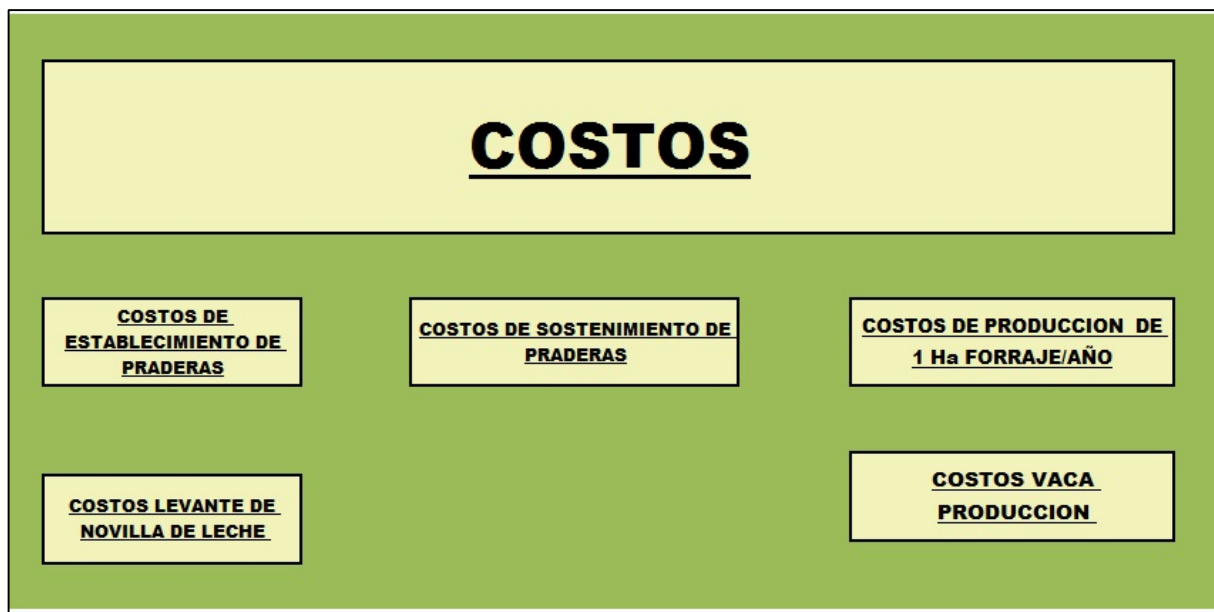 COSTOS
COSTOS DE
ESTABLECIMIENTO DE
PRADERAS
COSTOS DE SOSTENIMIENTO DE
PRADERAS
COSTOS DE PRODUCCION DE
1 Ha FORRAJE/AÑO
COSTOS LEVANTE DE
NOVILLA DE LECHE
COSTOS VACA
PRODUCCION